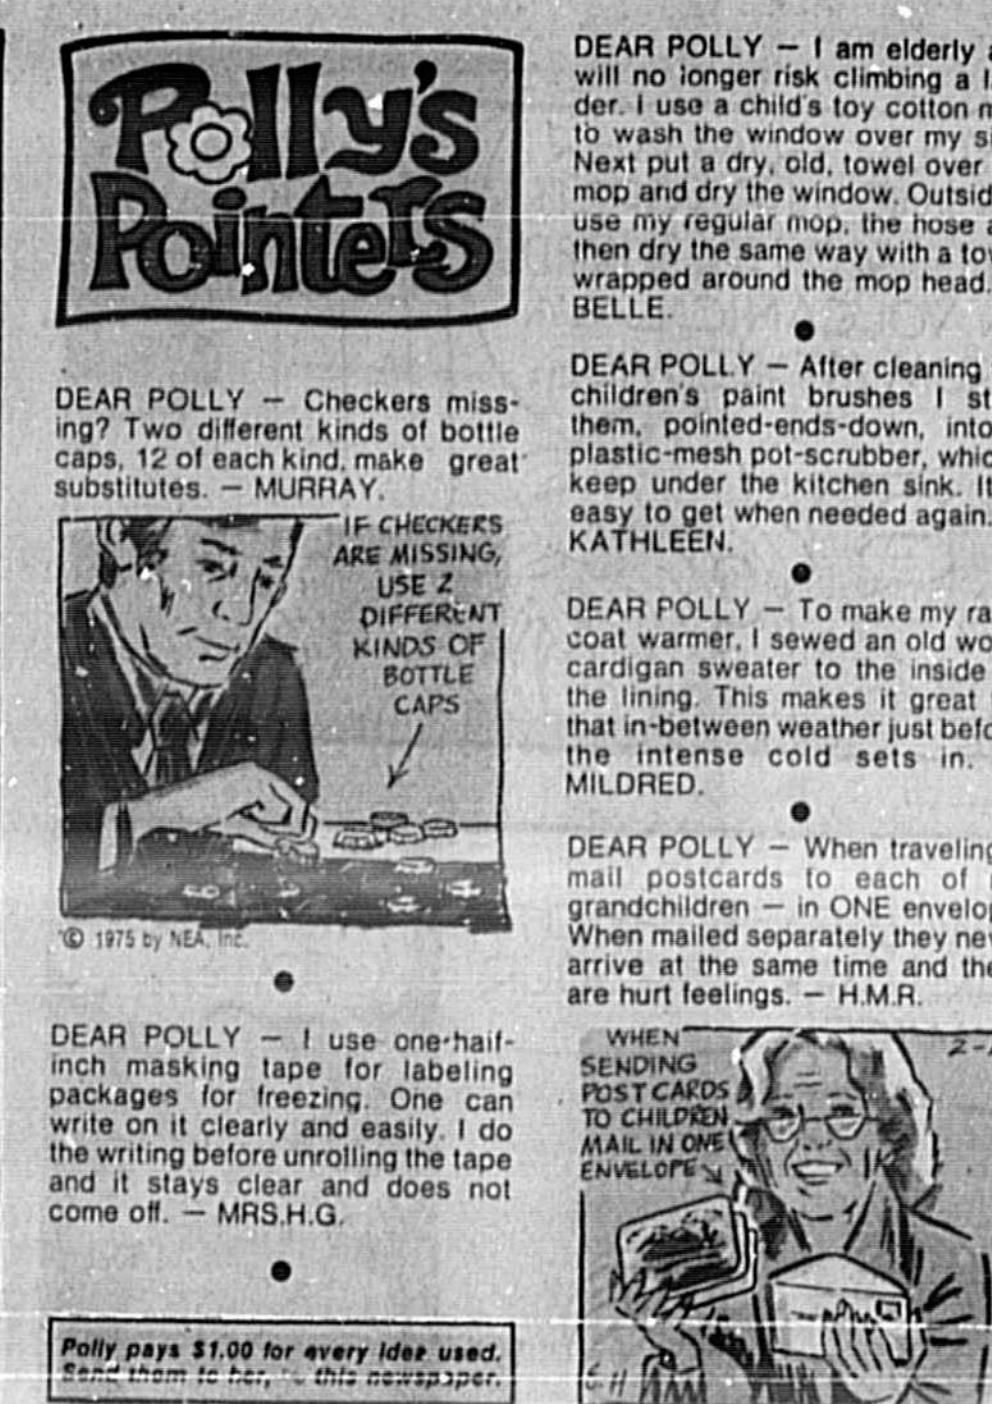 Polly's
Pointers
DEAR POLLY — Checkers miss-
ing? Two different kinds of bottle
caps, 12 of each kind, make great
substitutes. — MURRAY.
IF CHECKERS
ARE MISSING,
USE 2
DIFFERENT
KINDS OF
BOTTLE
CAPS
© 1975 by NEA, Inc.
DEAR POLLY — I use one-half-
inch masking tape for labeling
packages for freezing. One can
write on it clearly and easily. I do
the writing before unrolling the tape
and it stays clear and does not
come off. — MRS.H.G.
Polly pays $1.00 for every idea used.
Send them to her, this newspaper.
DEAR POLLY — I am elderly
will no longer risk climbing a
der. I use a child's toy cotton
to wash the window over my
Next put a dry, old, towel over
mop and dry the window. Outsid
use my regular mop, the hose
then dry the same way with a
wrapped around the mop head.
BELLE.
DEAR POLLY — After cleaning
children's paint brushes I
them, pointed-ends-down, into
plastic-mesh pot-scrubber, whic
keep under the kitchen sink. It
easy to get when needed again.
KATHLEEN.
DEAR POLLY — To make my
coat warmer, I sewed an old
cardigan sweater to the inside
the lining. This makes it great
that in-between weather just befo
the intense cold sets in.
MILDRED.
DEAR POLLY — When traveling
mail postcards to each of
grandchildren — in ONE envelop
When mailed separately they nev
arrive at the same time and the
are hurt feelings. — H.M.R.
WHEN
SENDING
POST CARDS
TO CHILDREN
MAIL IN ONE
ENVELOPE